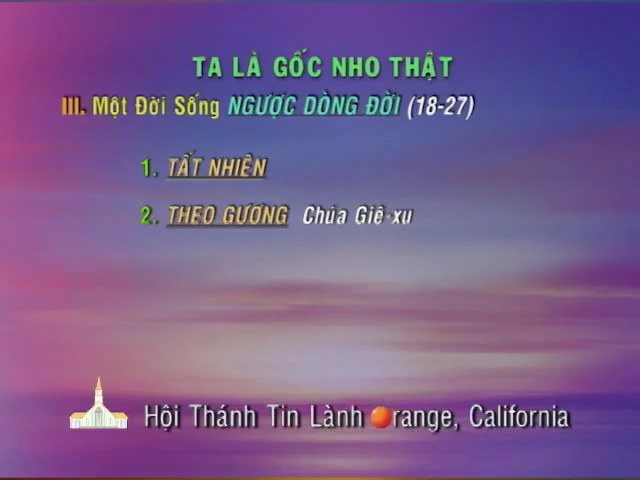 TA LÀ GỐC NHO THẬT
III. Một Đời Sống NGƯỢC DÒNG ĐỜI (18-27)
1. TẤT NHIÊN
2. THEO GƯƠNG Chúa Giê-xu
Hội Thánh Tin Lành Orange, California